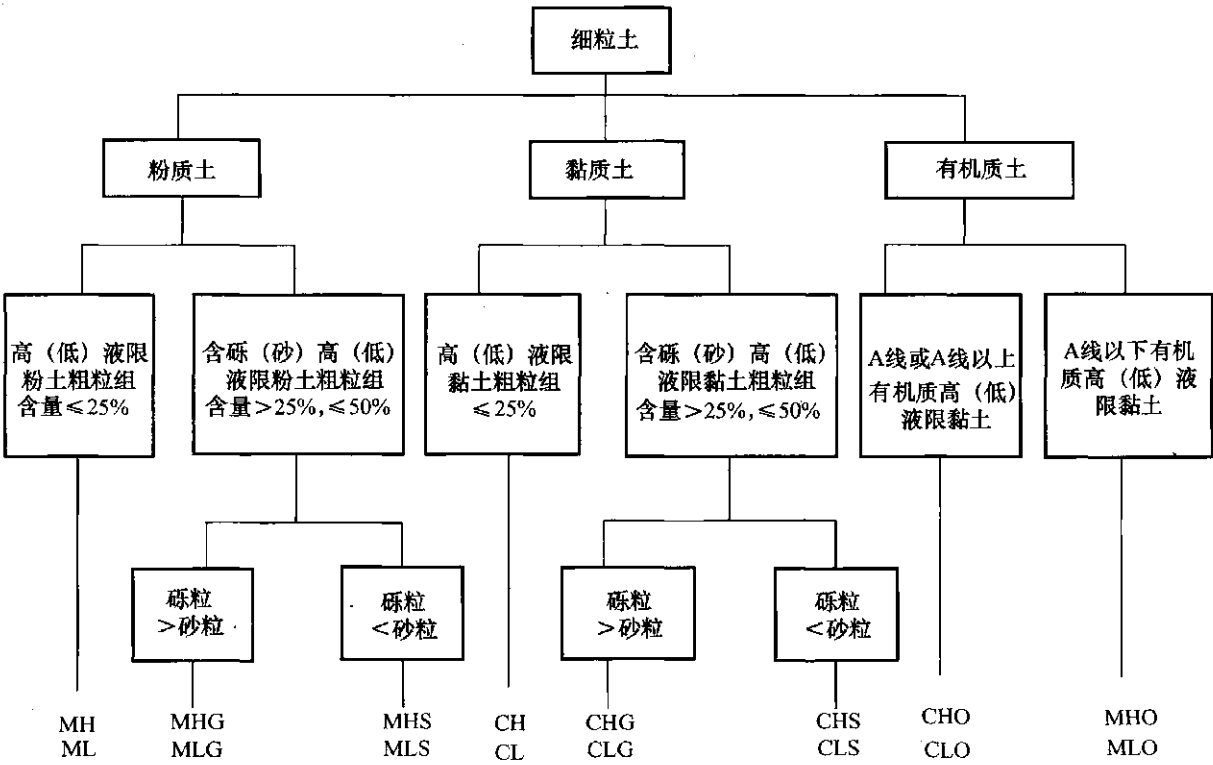 细粒土
粉质土
黏质土
有机质土
高（低）液限
粉土粗粒组
含量≤25%
含砾（砂）高（低）
液限粉土粗粒组
含量>25%,≤50%
高（低）液限
黏土粗粒组
≤25%
含砾（砂）高（低）
液限黏土粗粒组
含量>25%,≤50%
A线或A线以上
有机质高（低）
液限黏土
A线以下有机
质高（低）液
限黏土
砾粒
>砂粒
砾粒
<砂粒
砾粒
>砂粒
砾粒
<砂粒
MH
ML
MHG
MLG
MHS
MLS
CH
CL
CHG
CLG
CHS
CLS
CHO
CLO
MHO
MLO